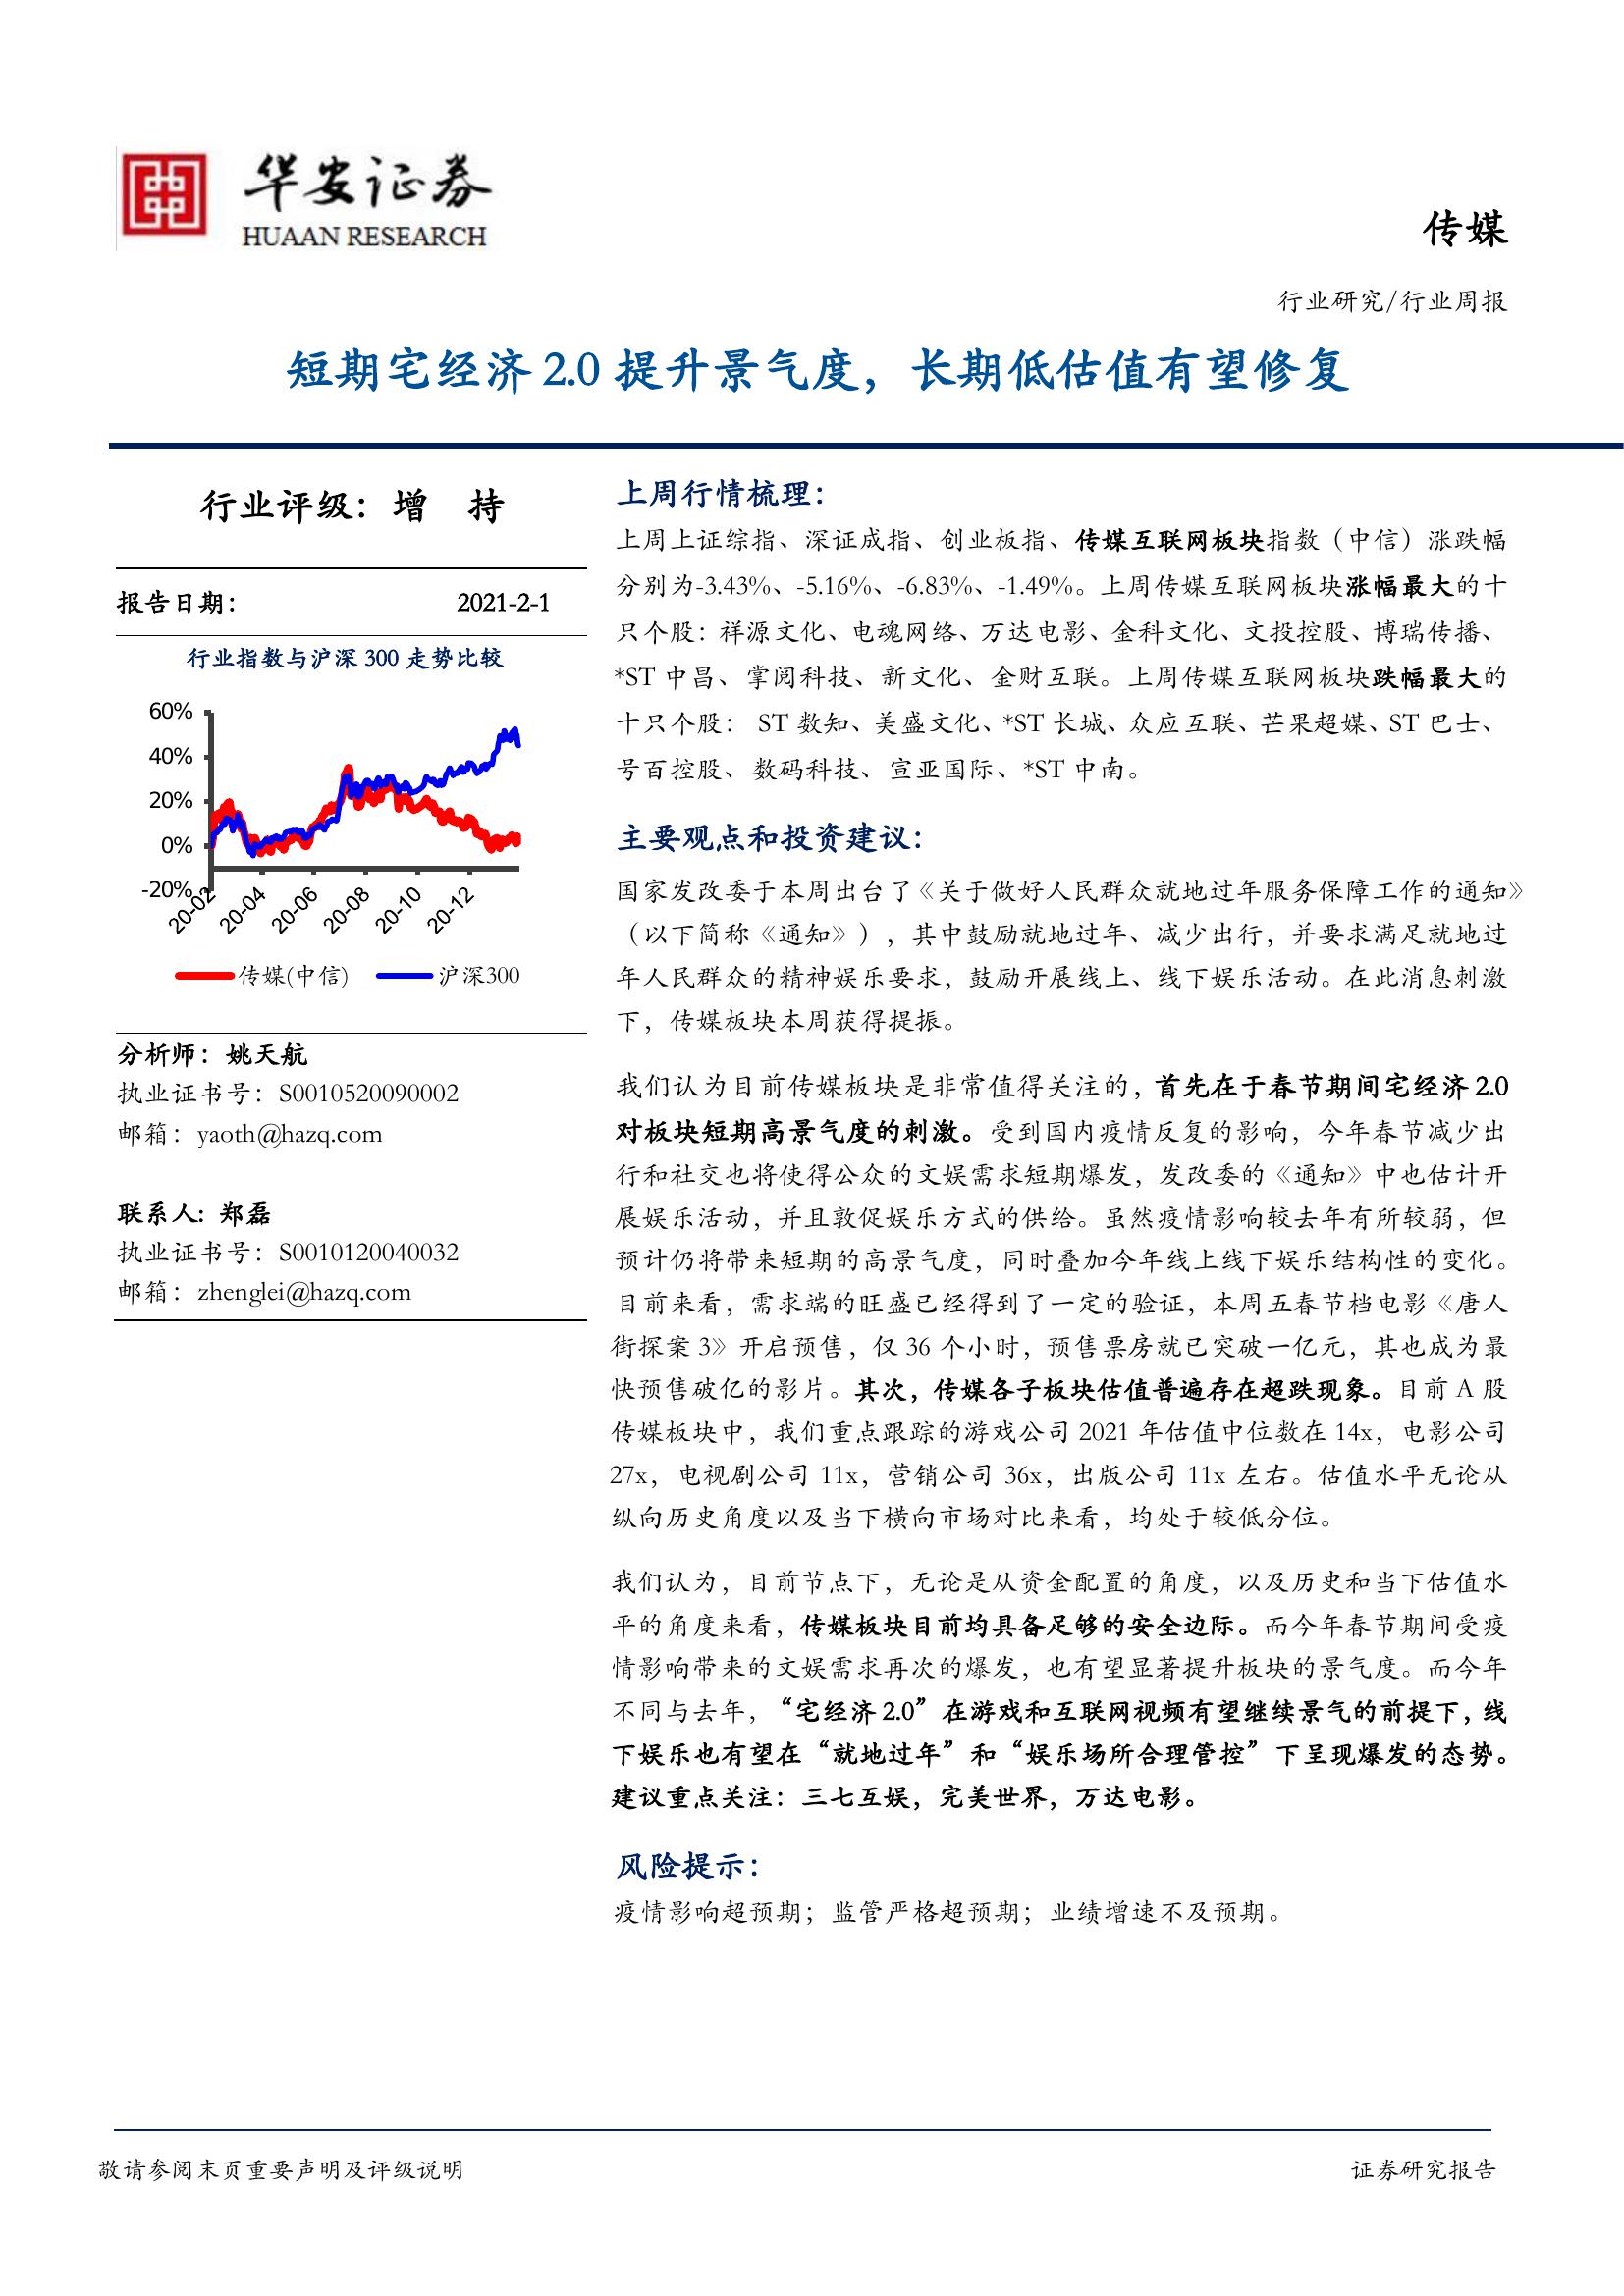 华安证券
HUAAN RESEARCH
传媒
行业研究/行业周报
短期宅经济 2.0 提升景气度，长期低估值有望修复
行业评级：增 持
报告日期： 2021-2-1
行业指数与沪深 300 走势比较
60%
40%
20%
0%
-20%
20-02 20-04 20-06 20-08 20-10 20-12
传媒(中信) 沪深300
分析师：姚天航
执业证书号：S0010520090002
邮箱：yaoth@hazq.com
联系人：郑磊
执业证书号：S0010120040032
邮箱：zhenglei@hazq.com
上周行情梳理：
上周上证综指、深证成指、创业板指、传媒互联网板块指数（中信）涨跌幅
分别为-3.43%、-5.16%、-6.83%、-1.49%。上周传媒互联网板块涨幅最大的十
只个股：祥源文化、电魂网络、万达电影、金科文化、文投控股、博瑞传播、
*ST 中昌、掌阅科技、新文化、金财互联。上周传媒互联网板块跌幅最大的
十只个股： ST 数知、美盛文化、*ST 长城、众应互联、芒果超媒、ST 巴士、
号百控股、数码科技、宣亚国际、*ST 中南。
主要观点和投资建议：
国家发改委于本周出台了《关于做好人民群众就地过年服务保障工作的通知》
（以下简称《通知》），其中鼓励就地过年、减少出行，并要求满足就地过
年人民群众的精神娱乐要求，鼓励开展线上、线下娱乐活动。在此消息刺激
下，传媒板块本周获得提振。
我们认为目前传媒板块是非常值得关注的，首先在于春节期间宅经济 2.0
对板块短期高景气度的刺激。受到国内疫情反复的影响，今年春节减少出
行和社交也将使得公众的文娱需求短期爆发，发改委的《通知》中也估计开
展娱乐活动，并且敦促娱乐方式的供给。虽然疫情影响较去年有所较弱，但
预计仍将带来短期的高景气度，同时叠加今年线上线下娱乐结构性的变化。
目前来看，需求端的旺盛已经得到了一定的验证，本周五春节档电影《唐人
街探案 3》开启预售，仅 36 个小时，预售票房就已突破一亿元，其也成为最
快预售破亿的影片。其次，传媒各子板块估值普遍存在超跌现象。目前 A 股
传媒板块中，我们重点跟踪的游戏公司 2021 年估值中位数在 14x，电影公司
27x，电视剧公司 11x，营销公司 36x，出版公司 11x 左右。估值水平无论从
纵向历史角度以及当下横向市场对比来看，均处于较低分位。
我们认为，目前节点下，无论是从资金配置的角度，以及历史和当下估值水
平的角度来看，传媒板块目前均具备足够的安全边际。而今年春节期间受疫
情影响带来的文娱需求再次的爆发，也有望显著提升板块的景气度。而今年
不同与去年，“宅经济 2.0”在游戏和互联网视频有望继续景气的前提下，线
下娱乐也有望在“就地过年”和“娱乐场所合理管控”下呈现爆发的态势。
建议重点关注：三七互娱，完美世界，万达电影。
风险提示：
疫情影响超预期；监管严格超预期；业绩增速不及预期。
敬请参阅末页重要声明及评级说明 证券研究报告